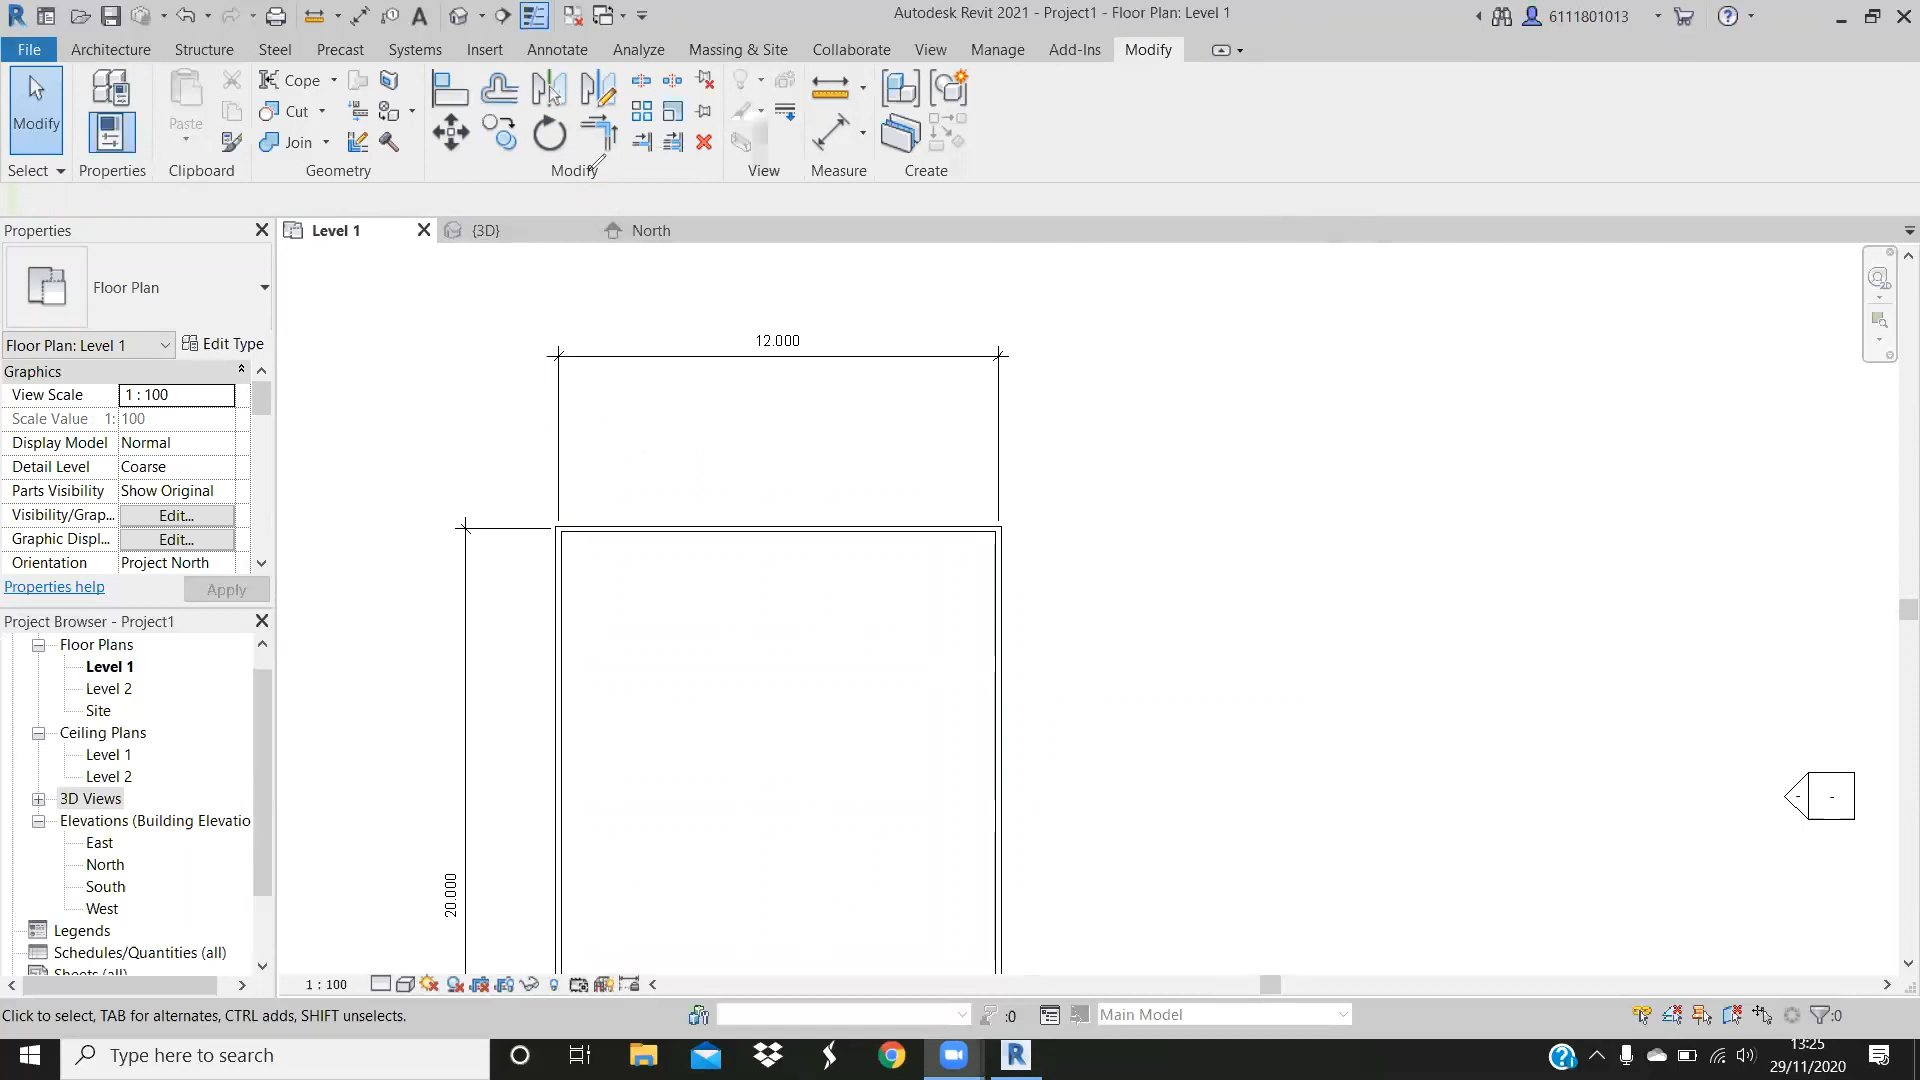 Autodesk Revit 2021 - Project1 - Floor Plan: Level 1
6111801013
File Architecture Structure Steel Precast Systems Insert Annotate Analyze Massing & Site Collaborate View Manage Add-Ins Modify
Modify
Paste
Cope
Cut
Join
Select Properties Clipboard Geometry Modify View Measure Create
Properties
Level 1 {3D} North
Floor Plan
Floor Plan: Level 1 Edit Type
Graphics
View Scale 1 : 100
Scale Value 1: 100
Display Model Normal
Detail Level Coarse
Parts Visibility Show Original
Visibility/Grap... Edit...
Graphic Displ... Edit...
Orientation Project North
Properties help Apply
Project Browser - Project1
Floor Plans
Level 1
Level 2
Site
Ceiling Plans
Level 1
Level 2
3D Views
Elevations (Building Elevatio
East
North
South
West
Legends
Schedules/Quantities (all)
Sheets (all)
12.000
20.000
- -
1 : 100
Click to select, TAB for alternates, CTRL adds, SHIFT unselects.
:0
Main Model
:0
Type here to search
13:25
29/11/2020